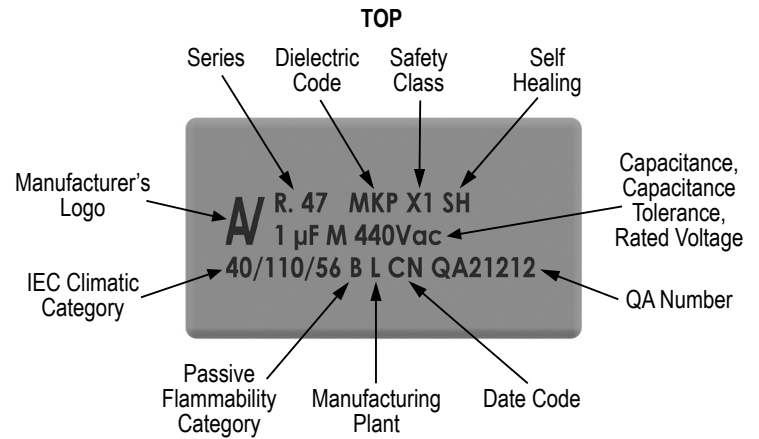 TOP
Series
Dielectric
Code
Safety
Class
Self
Healing
Manufacturer's
Logo
R. 47 MKP X1 SH
1 µF M 440Vac
40/110/56 B L CN QA21212
Capacitance,
Capacitance
Tolerance,
Rated Voltage
IEC Climatic
Category
QA Number
Passive
Flammability
Category
Manufacturing
Plant
Date Code